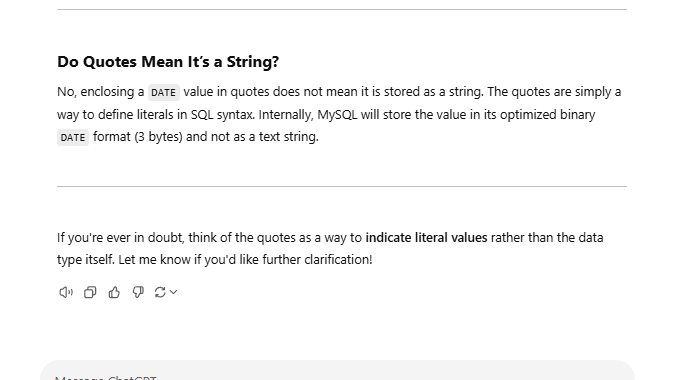 Do Quotes Mean It’s a String?
No, enclosing a DATE value in quotes does not mean it is stored as a string. The quotes are simply a
way to define literals in SQL syntax. Internally, MySQL will store the value in its optimized binary
DATE format (3 bytes) and not as a text string.
If you're ever in doubt, think of the quotes as a way to indicate literal values rather than the data
type itself. Let me know if you'd like further clarification!
Message ChatGPT